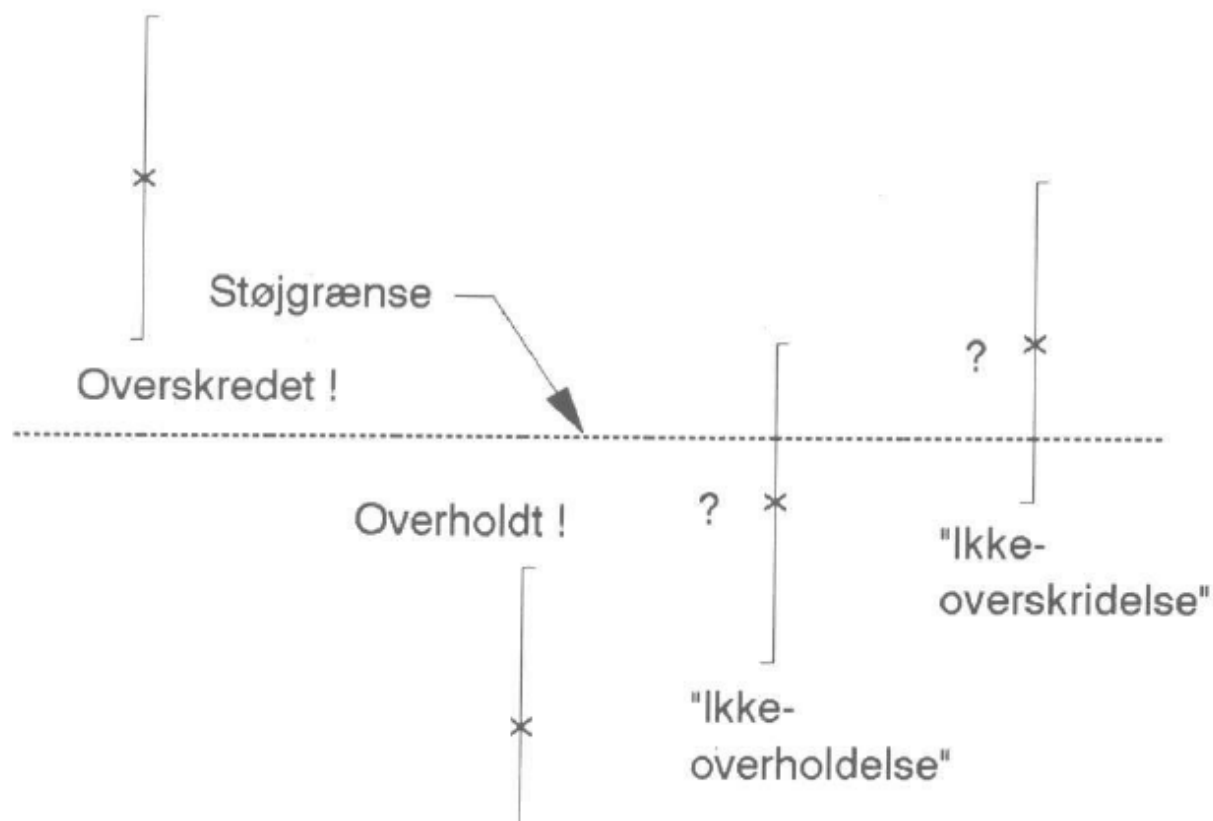 Støjgrænse
Overskredet !
?
Overholdt !
?
"Ikke-
overskridelse"
"Ikke-
overholdelse"